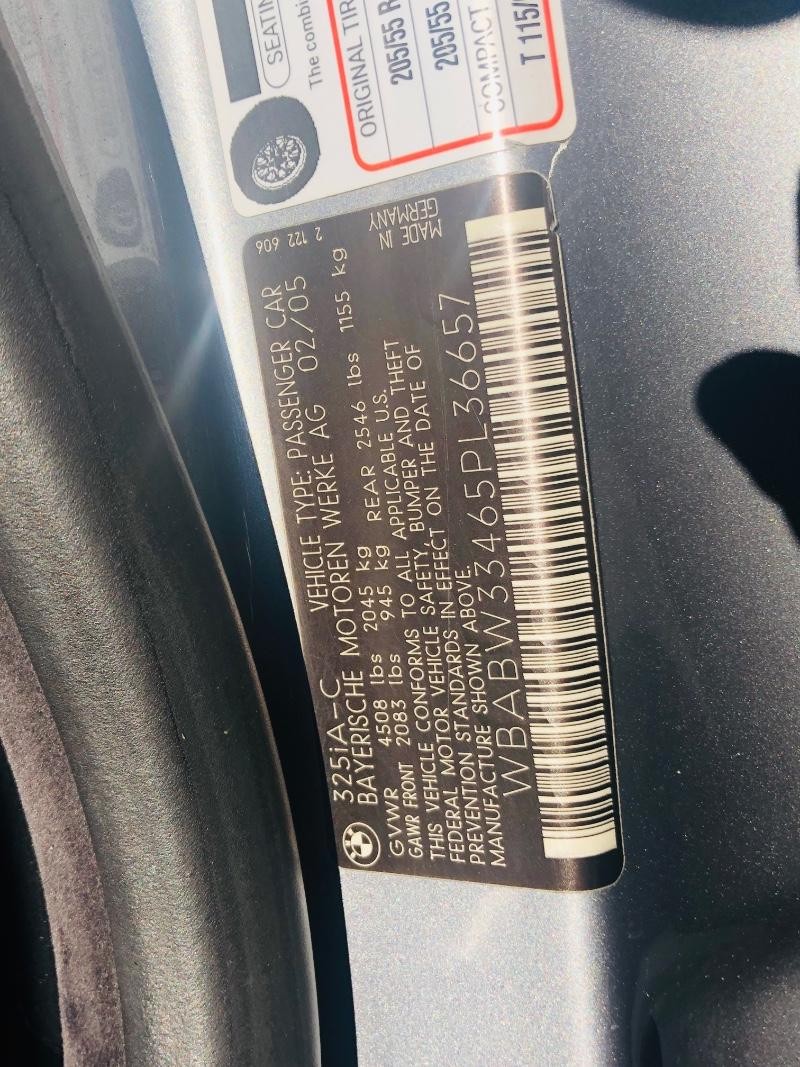 SEATIN
The combi
ORIGINAL TIR
205/55 R
205/55
COMPACT
T 115/
325iA-C VEHICLE TYPE: PASSENGER CAR
BAYERISCHE MOTOREN WERKE AG 02/05
GVWR 4508 lbs 2045 kg
GAWR FRONT 2083 lbs 945 kg REAR 2546 lbs 1155 kg
THIS VEHICLE CONFORMS TO ALL APPLICABLE U.S.
FEDERAL MOTOR VEHICLE SAFETY, BUMPER AND THEFT
PREVENTION STANDARDS IN EFFECT ON THE DATE OF
MANUFACTURE SHOWN ABOVE.
WBABW33465PL36657
2 122 606
MADE IN
GERMANY